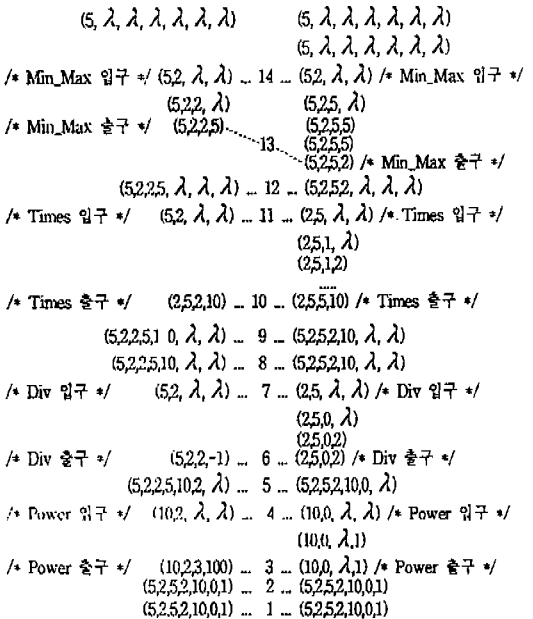 (5, λ, λ, λ, λ, λ, λ) (5, λ, λ, λ, λ, λ, λ)
(5, λ, λ, λ, λ, λ, λ)
/* Min_Max 입구 */ (5,2, λ, λ) ... 14 ... (5,2, λ, λ) /* Min_Max 입구 */
(5,2,2, λ) (5,2,5, λ)
/* Min_Max 출구 */ (5,2,2,5) (5,2,5,5)
13 (5,2,5,5)
(5,2,5,2) /* Min_Max 출구 */
(5,2,2,5, λ, λ, λ) ... 12 ... (5,2,5,2, λ, λ, λ)
/* Times 입구 */ (5,2, λ, λ) ... 11 ... (2,5, λ, λ) /* Times 입구 */
(2,5,1, λ)
(2,5,1,2)
.....
/* Times 출구 */ (2,5,2,10) ... 10 ... (2,5,5,10) /* Times 출구 */
(5,2,2,5,1 0, λ, λ) ... 9 ... (5,2,5,2,10, λ, λ)
(5,2,2,5,10, λ, λ) ... 8 ... (5,2,5,2,10, λ, λ)
/* Div 입구 */ (5,2, λ, λ) ... 7 ... (2,5, λ, λ) /* Div 입구 */
(2,5,0, λ)
(2,5,0,2)
/* Div 출구 */ (5,2,2,-1) ... 6 ... (2,5,0,2) /* Div 출구 */
(5,2,2,5,10,2, λ) ... 5 ... (5,2,5,2,10,0, λ)
/* Power 입구 */ (10,2, λ, λ) ... 4 ... (10,0, λ, λ) /* Power 입구 */
(10,0, λ,1)
/* Power 출구 */ (10,2,3,100) ... 3 ... (10,0, λ,1) /* Power 출구 */
(5,2,5,2,10,0,1) ... 2 ... (5,2,5,2,10,0,1)
(5,2,5,2,10,0,1) ... 1 ... (5,2,5,2,10,0,1)